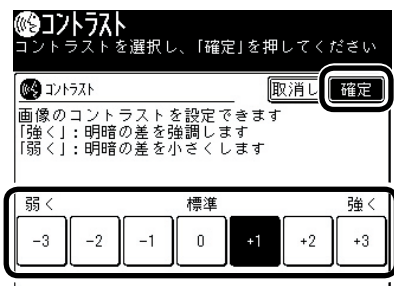 コントラスト
コントラストを選択し、「確定」を押してください
コントラスト
取消し
確定
画像のコントラストを設定できます
「強く」：明暗の差を強調します
「弱く」：明暗の差を小さくします
弱く 標準 強く
-3 -2 -1 0 +1 +2 +3